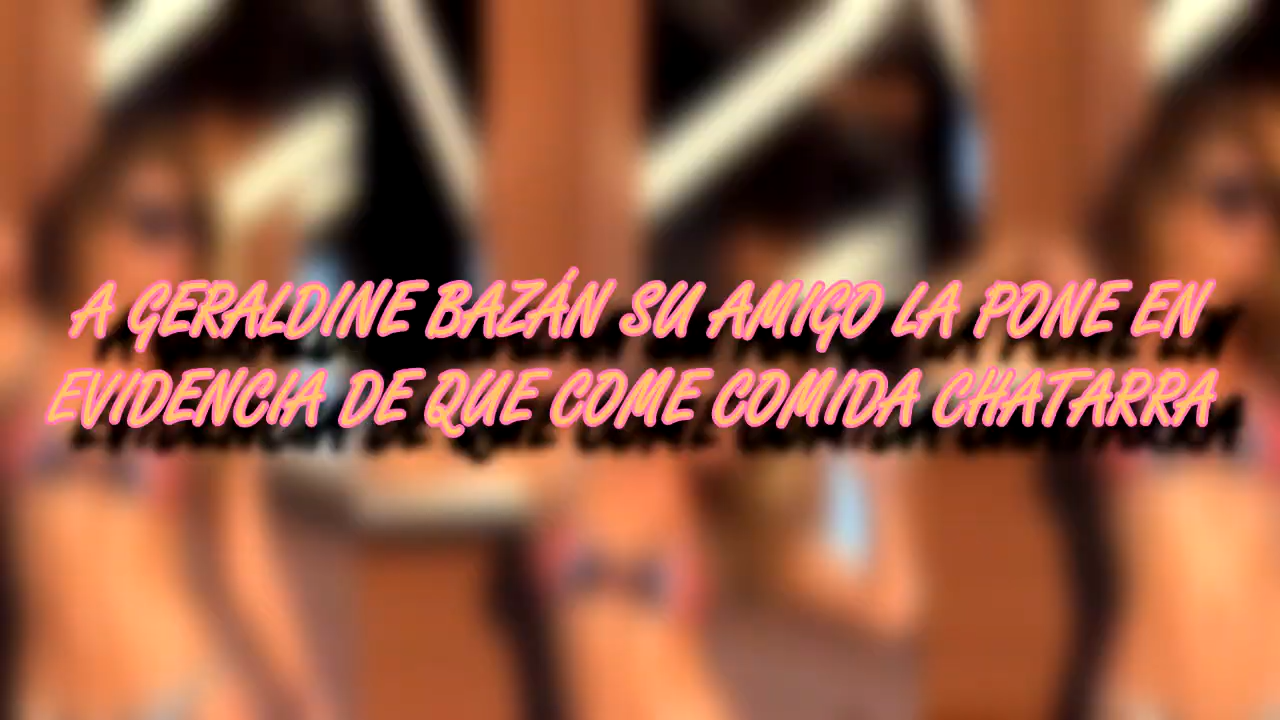 A GERALDINE BAZÁN SU AMIGO LA PONE EN
EVIDENCIA DE QUE COME COMIDA CHATARRA